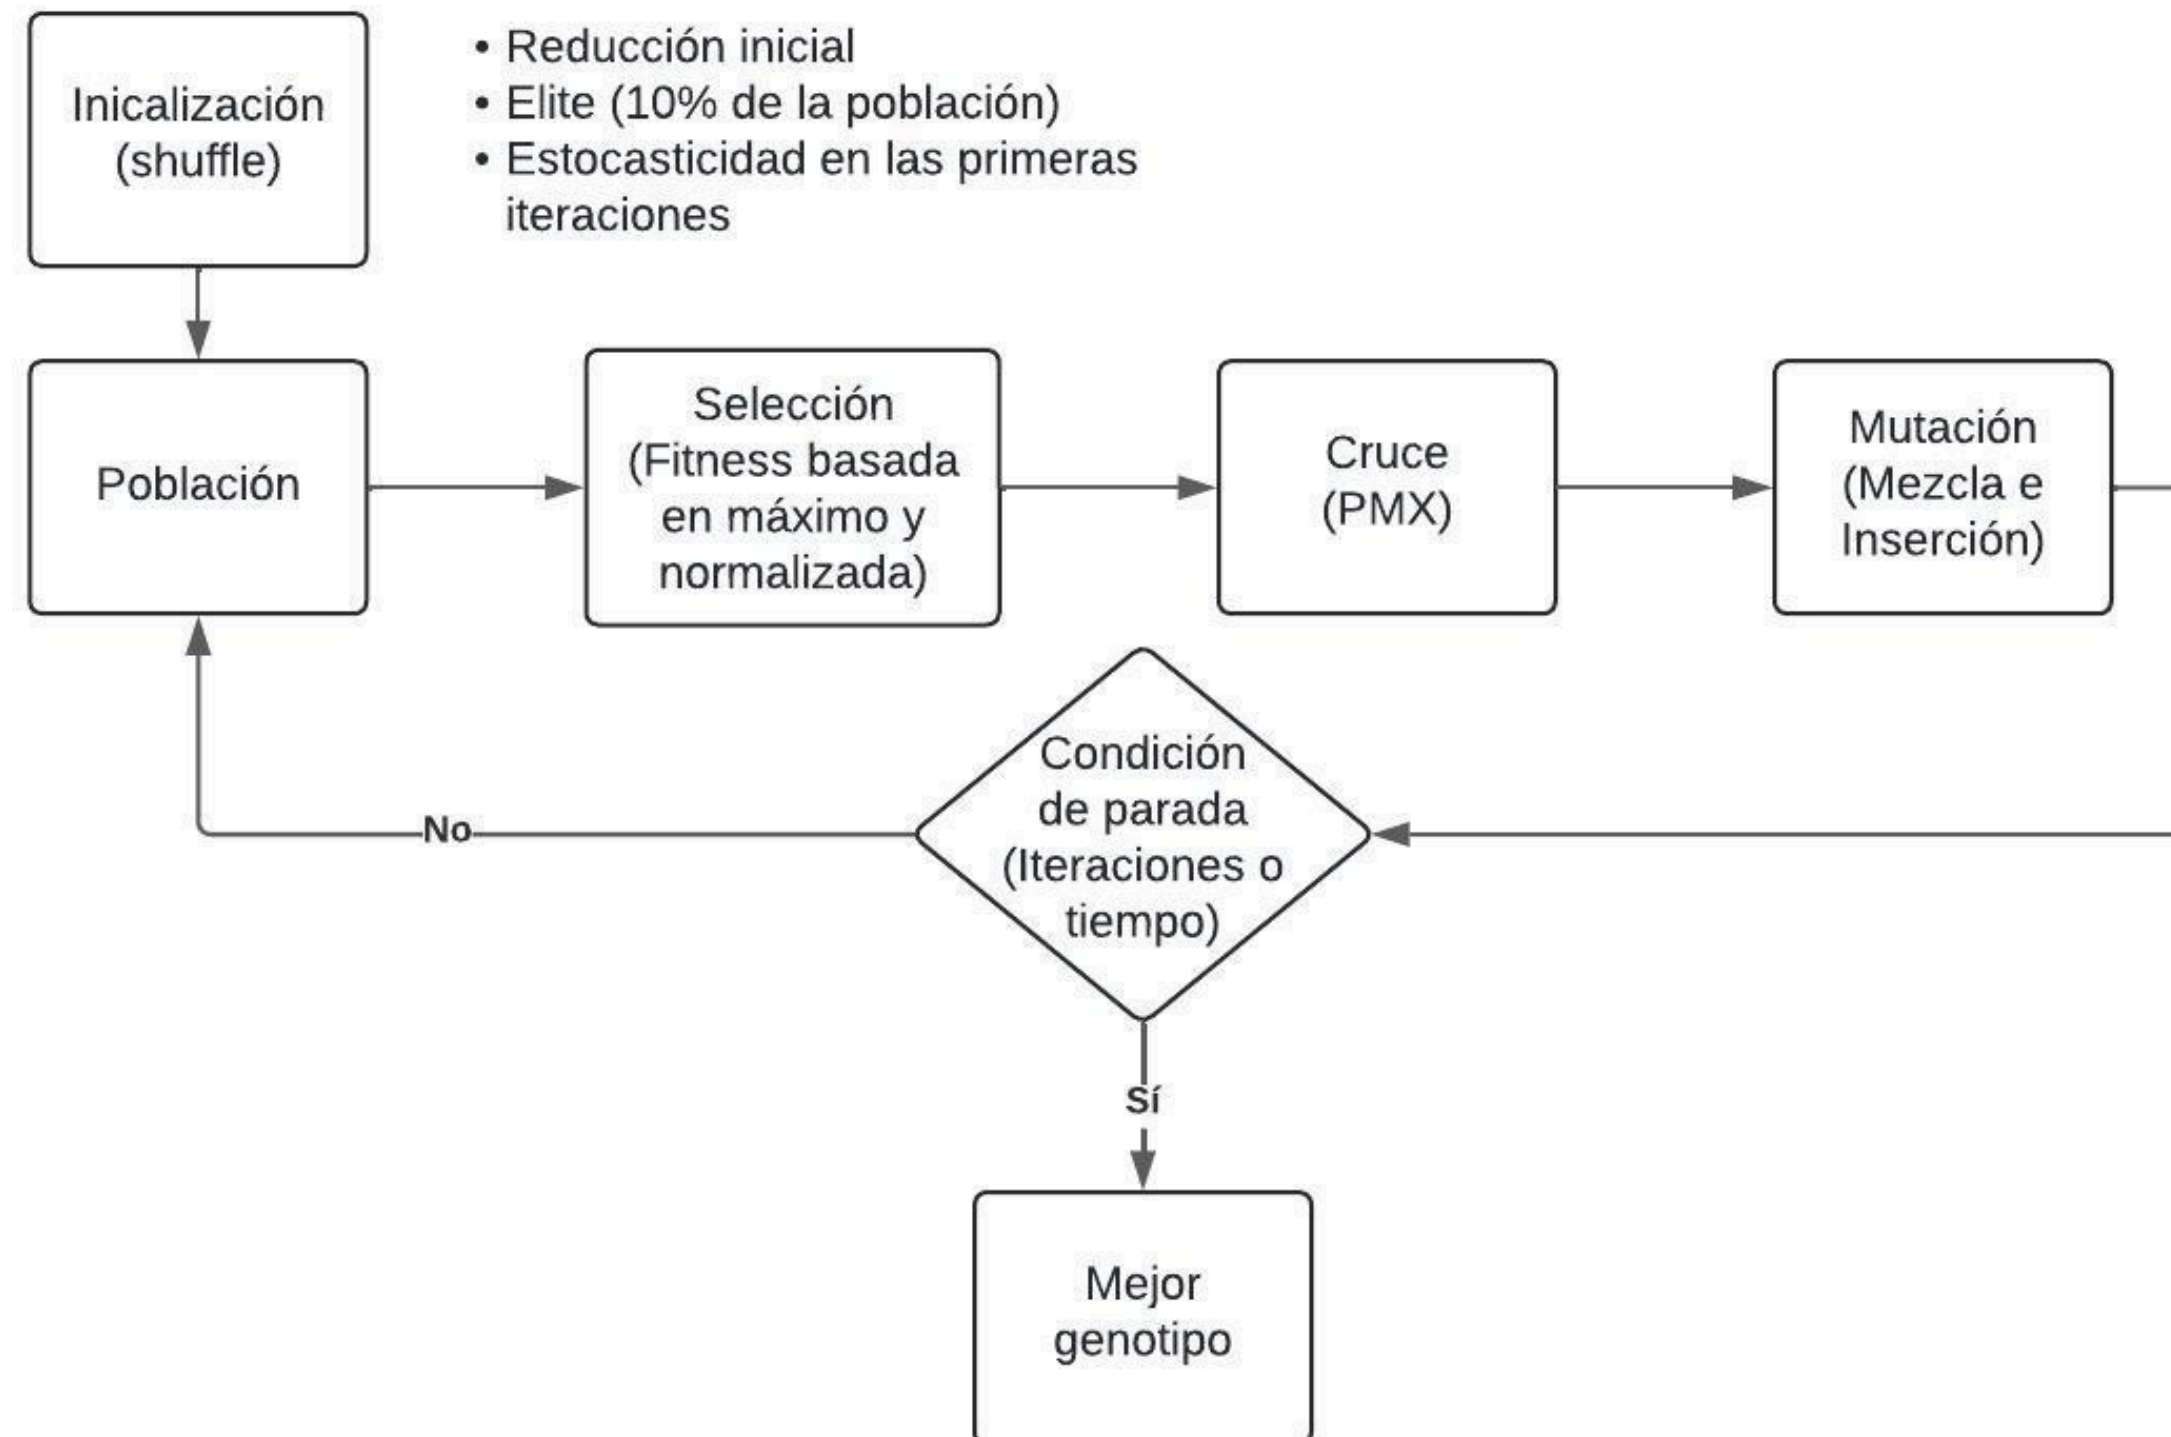 Inicalización
(shuffle)
• Reducción inicial
• Elite (10% de la población)
• Estocasticidad en las primeras
iteraciones
Población
Selección
(Fitness basada
en máximo y
normalizada)
Cruce
(PMX)
Mutación
(Mezcla e
Inserción)
Condición
de parada
(Iteraciones o
tiempo)
No
Sí
Mejor
genotipo